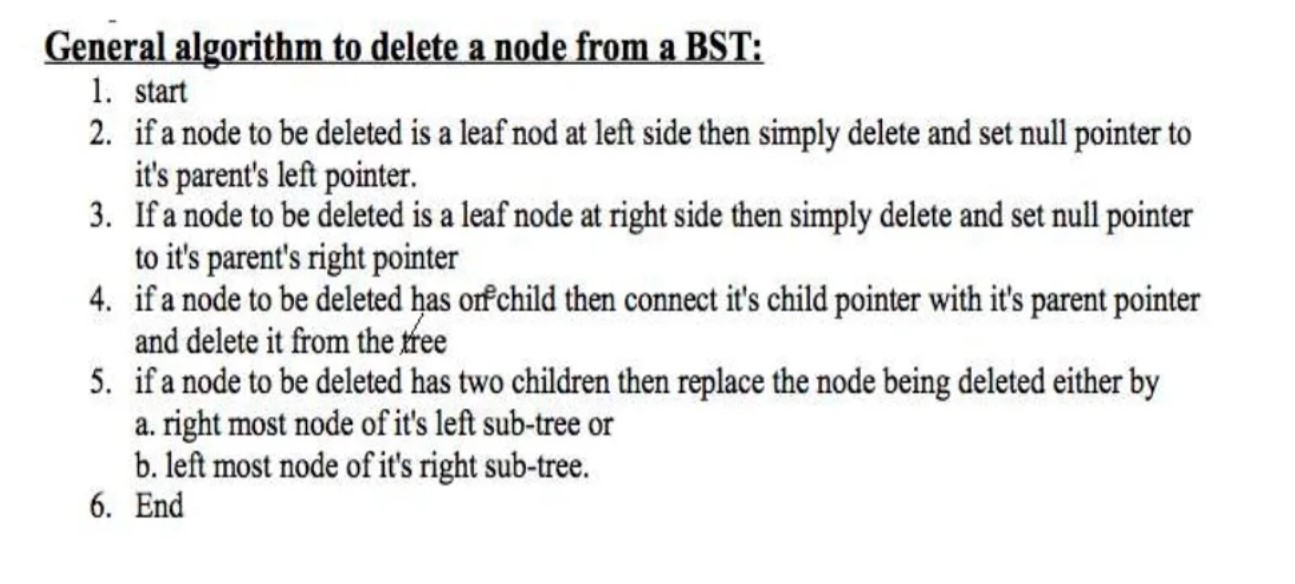 General algorithm to delete a node from a BST:
1. start
2. if a node to be deleted is a leaf nod at left side then simply delete and set null pointer to
it's parent's left pointer.
3. If a node to be deleted is a leaf node at right side then simply delete and set null pointer
to it's parent's right pointer
4. if a node to be deleted has one child then connect it's child pointer with it's parent pointer
and delete it from the tree
5. if a node to be deleted has two children then replace the node being deleted either by
a. right most node of it's left sub-tree or
b. left most node of it's right sub-tree.
6. End